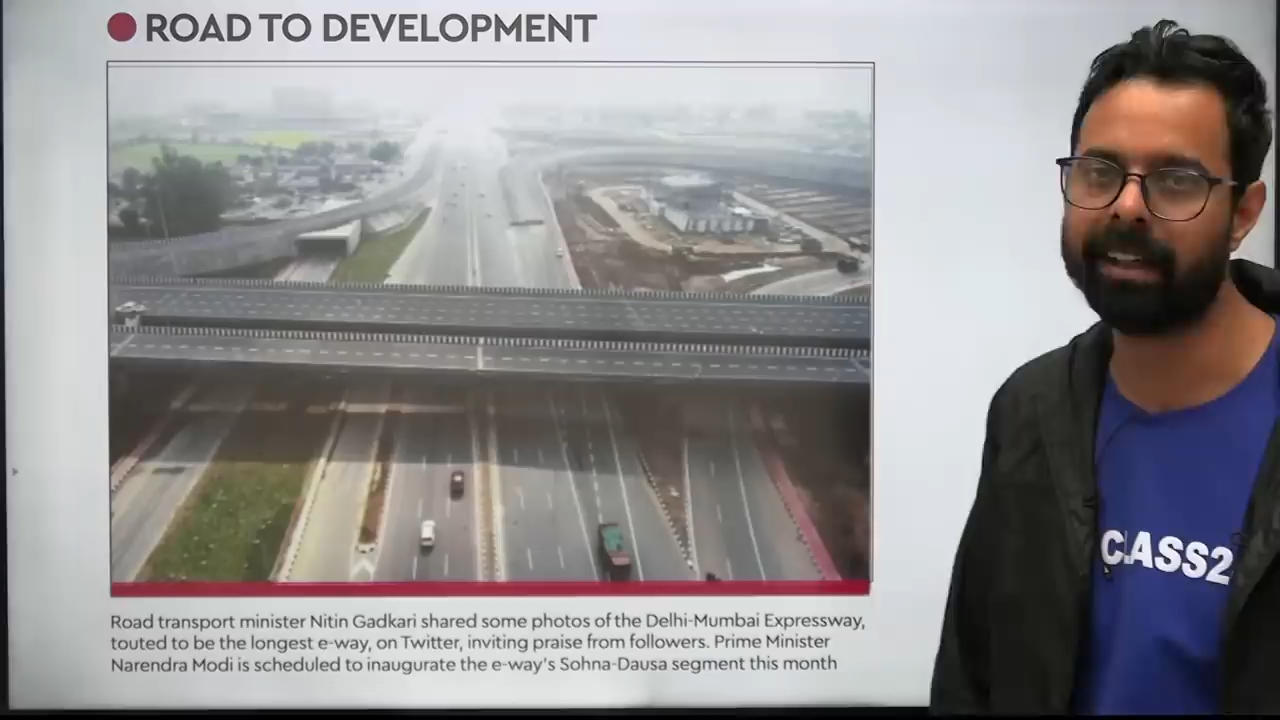 ROAD TO DEVELOPMENT
Road transport minister Nitin Gadkari shared some photos of the Delhi-Mumbai Expressway,
touted to be the longest e-way, on Twitter, inviting praise from followers. Prime Minister
Narendra Modi is scheduled to inaugurate the e-way's Sohna-Dausa segment this month
CLASS2